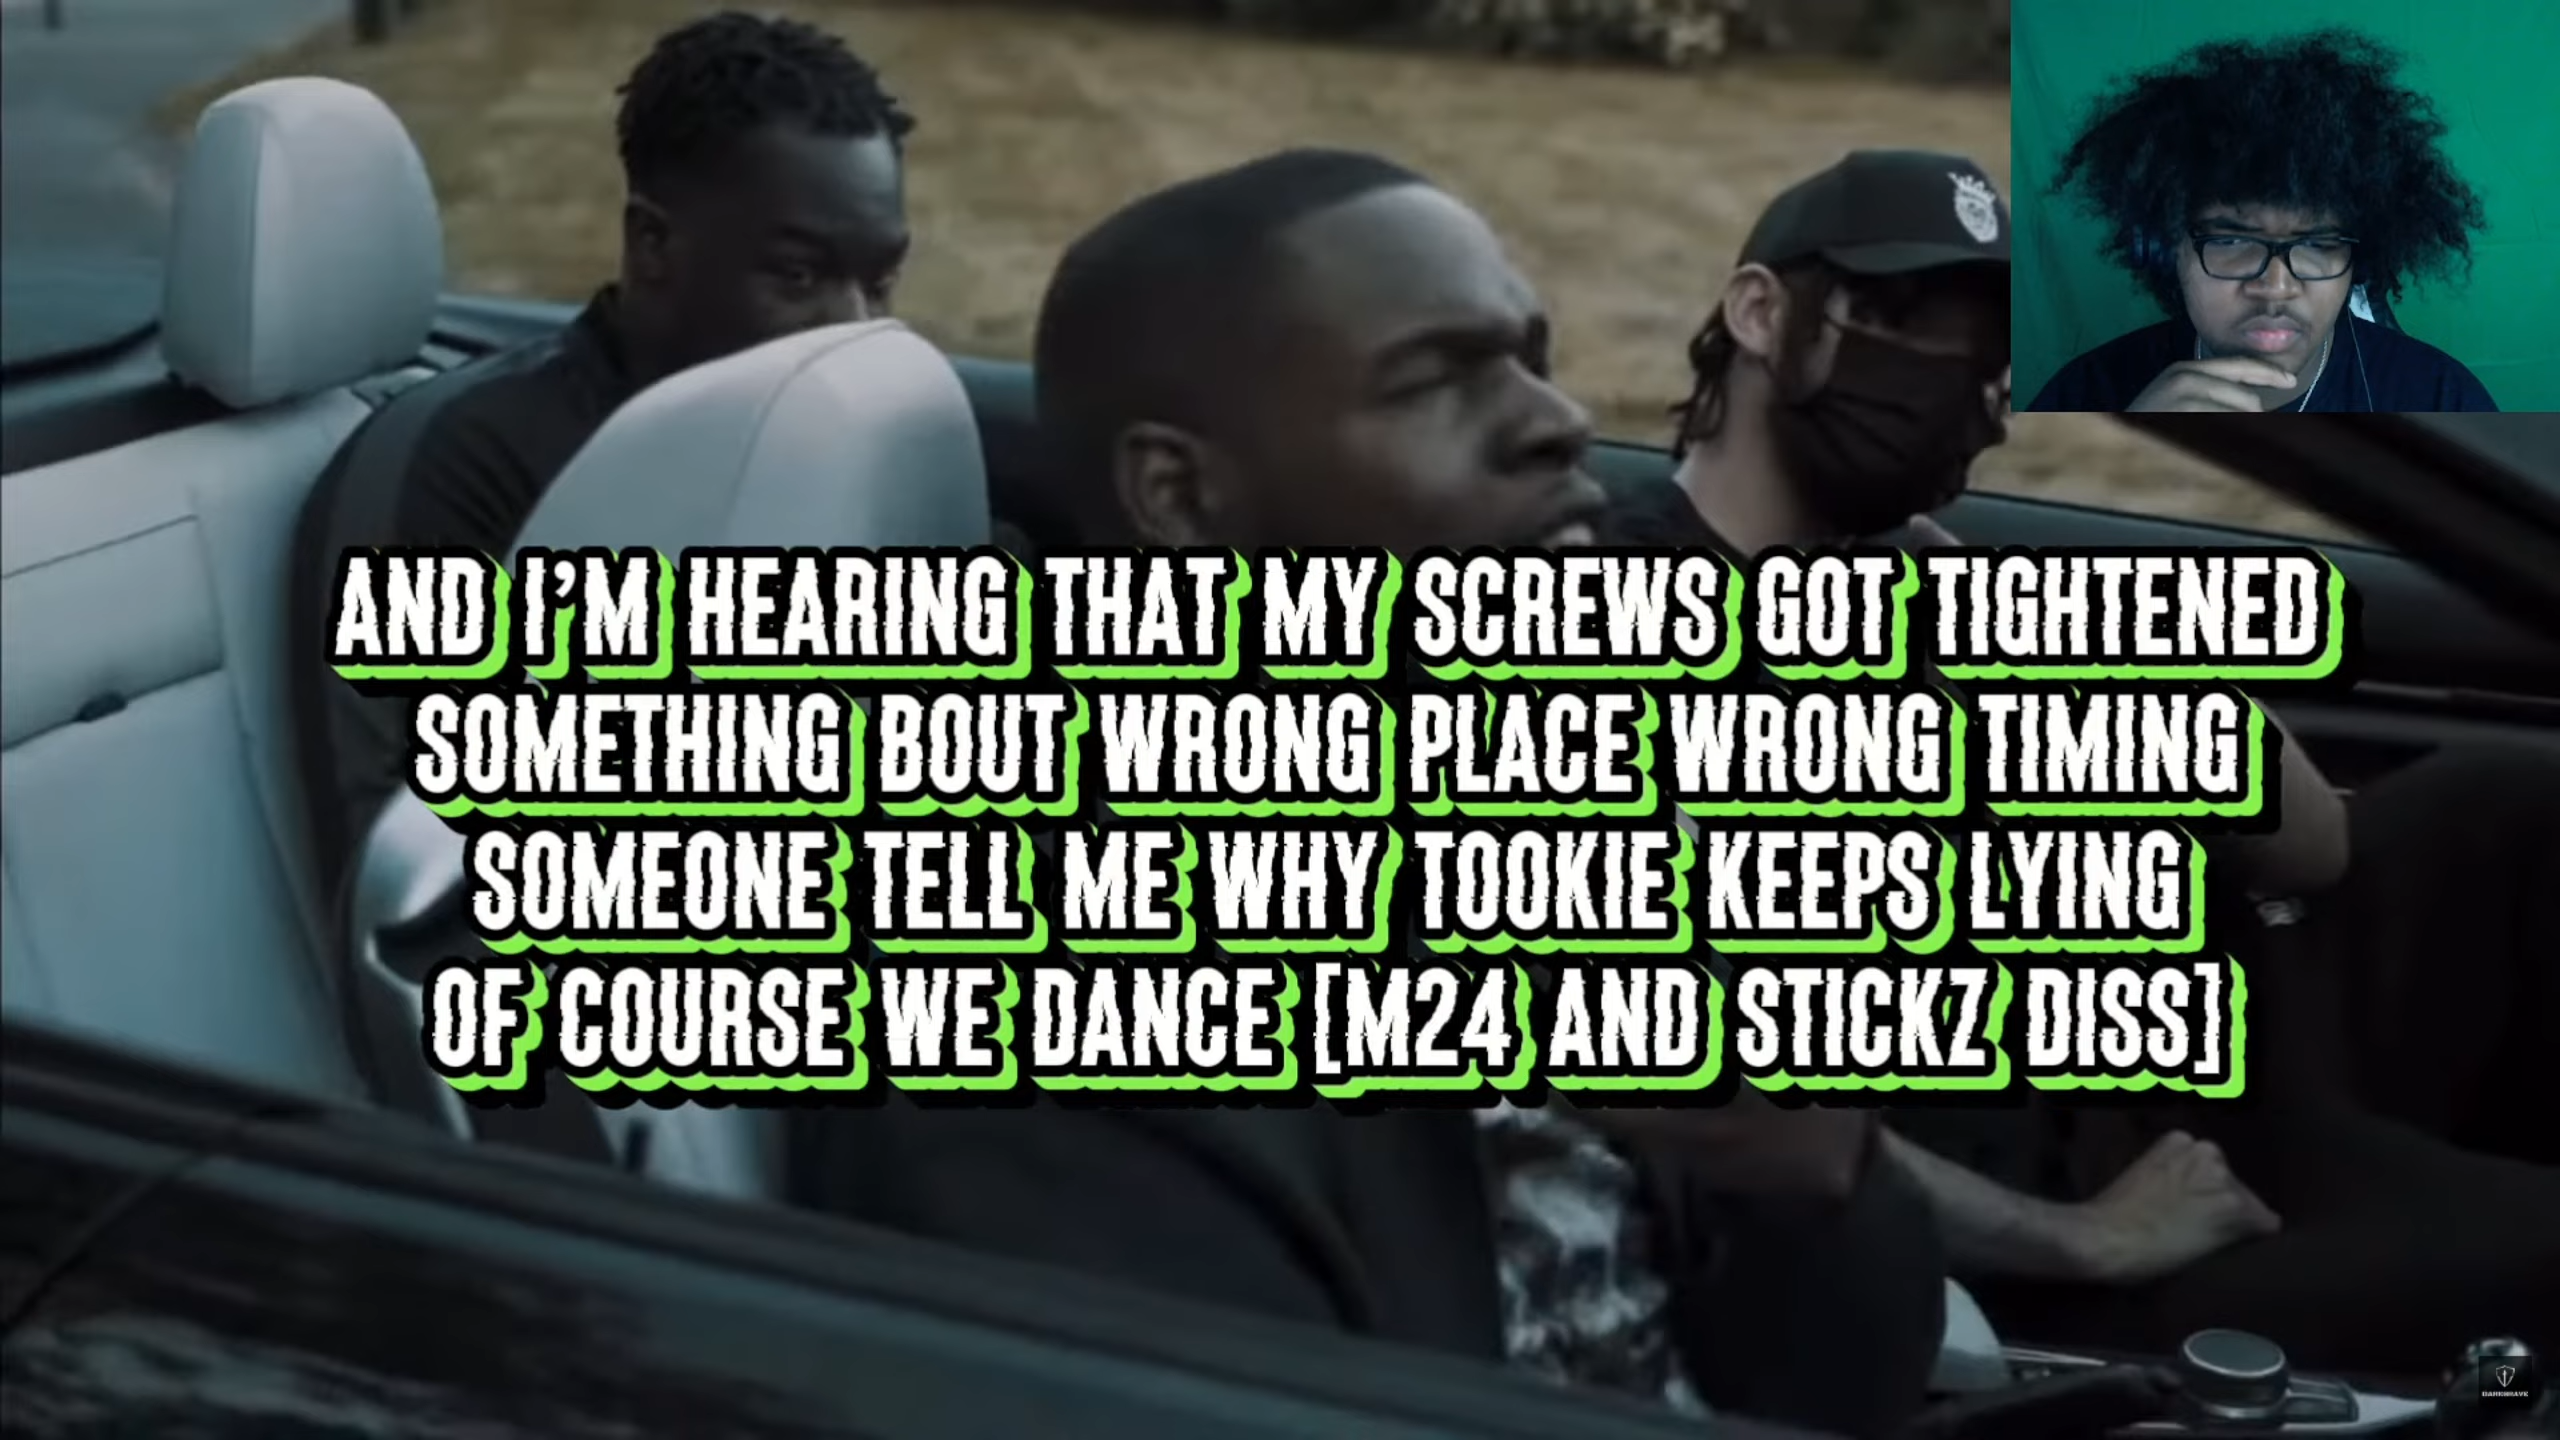 AND I'M HEARING THAT MY SCREWS GOT TIGHTENED
SOMETHING BOUT WRONG PLACE WRONG TIMING
SOMEONE TELL ME WHY TOOKIE KEEPS LYING
OF COURSE WE DANCE [M24 AND STICKZ DISS]
DARKNRAVE